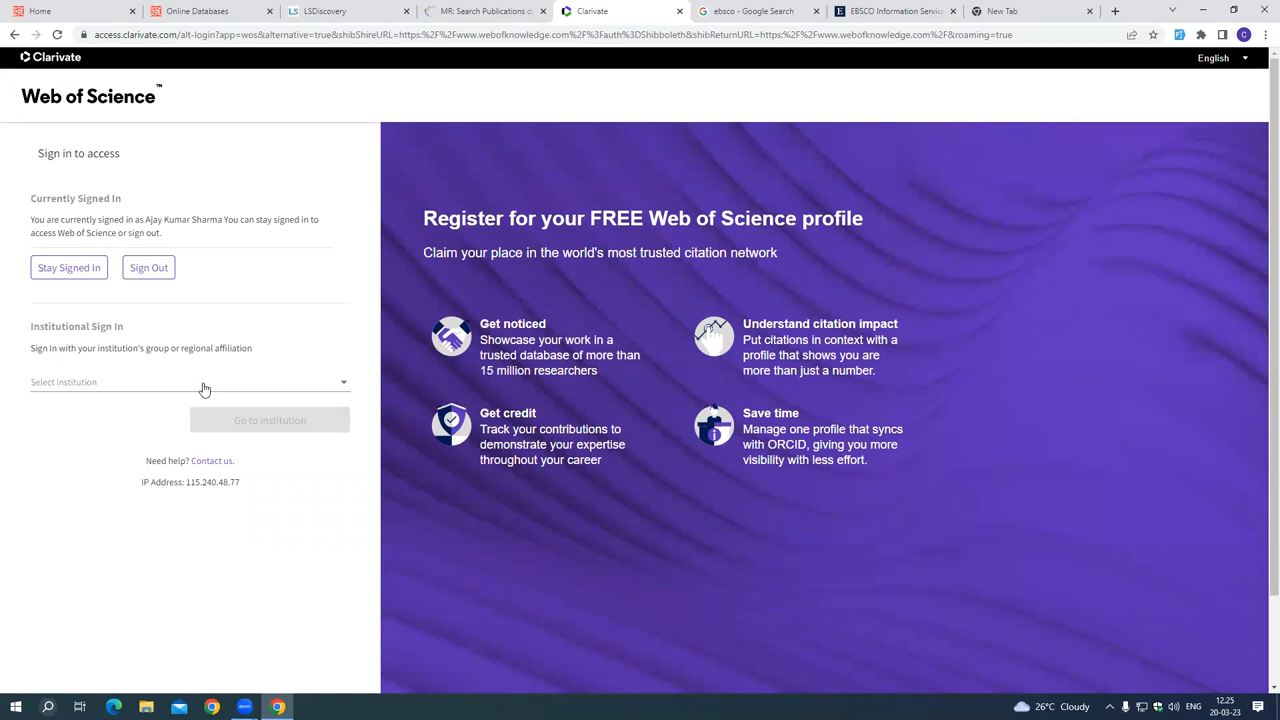 Online Databases
LSDiscovery
MR: Search Publications d
Clarivate
ebsco - Google Search
EBSCO Information Service
New Tab
access.clarivate.com/alt-login?app=wos&alternative=true&shibShireURL=https:%2F%2Fwww.webofknowledge.com%2F%3Fauth%3DShibboleth&shibReturnURL=https:%2F%2Fwww.webofknowledge.com%2F&roaming=true
C
Clarivate
English
Web of Science™
Sign in to access
Currently Signed In
You are currently signed in as Ajay Kumar Sharma You can stay signed in to
access Web of Science or sign out.
Stay Signed In
Sign Out
Institutional Sign In
Sign In with your institution's group or regional affiliation
Select institution
Go to institution
Need help? Contact us.
IP Address: 115.240.48.77
Register for your FREE Web of Science profile
Claim your place in the world's most trusted citation network
Get noticed
Showcase your work in a
trusted database of more than
15 million researchers
Understand citation impact
Put citations in context with a
profile that shows you are
more than just a number.
Get credit
Track your contributions to
demonstrate your expertise
throughout your career
Save time
Manage one profile that syncs
with ORCID, giving you more
visibility with less effort.
26°C Cloudy
ENG
12.25
20-03-23